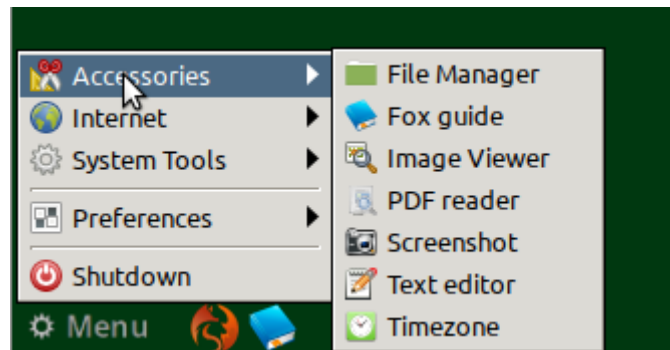 Accessories
Internet
System Tools
Preferences
Shutdown
Menu
File Manager
Fox guide
Image Viewer
PDF reader
Screenshot
Text editor
Timezone